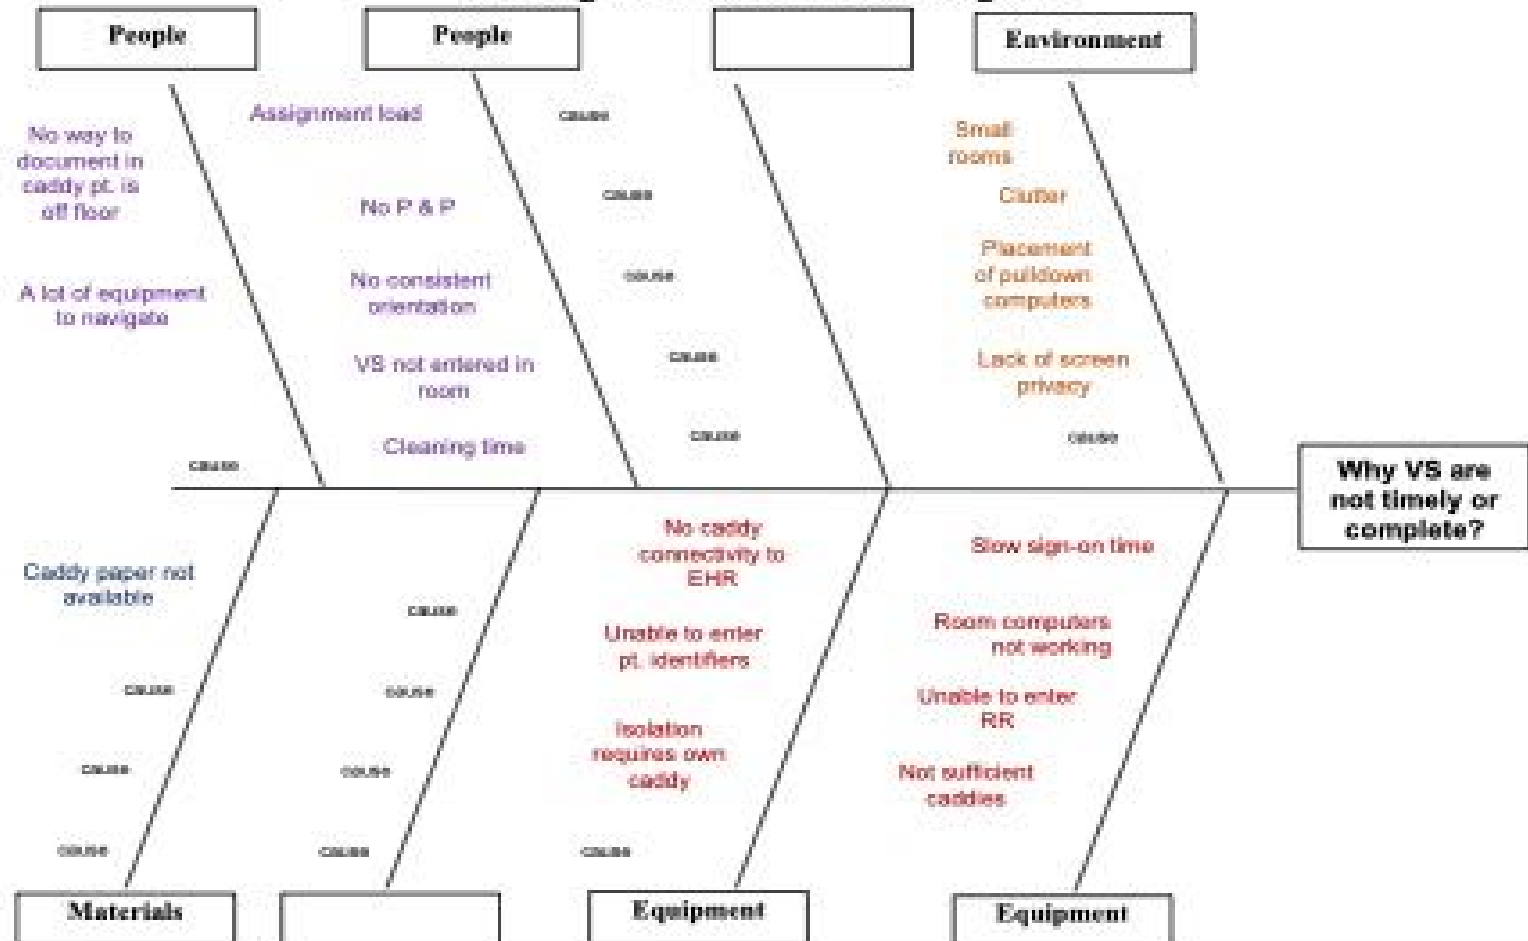 People
People
Environment
No way to
document in
caddy pt. is
off floor
A lot of equipment
to navigate
cause
Assignment load
No P & P
No consistent
orientation
VS not entered in
room
Cleaning time
cause
cause
cause
cause
cause
Small
rooms
Clutter
Placement
of pulldown
computers
Lack of screen
privacy
cause
Why VS are
not timely or
complete?
Caddy paper not
available
cause
cause
cause
cause
cause
cause
cause
No caddy
connectivity to
EHR
Unable to enter
pt. identifiers
Isolation
requires own
caddy
cause
Slow sign-on time
Room computers
not working
Unable to enter
RR
Not sufficient
caddies
Materials
Equipment
Equipment